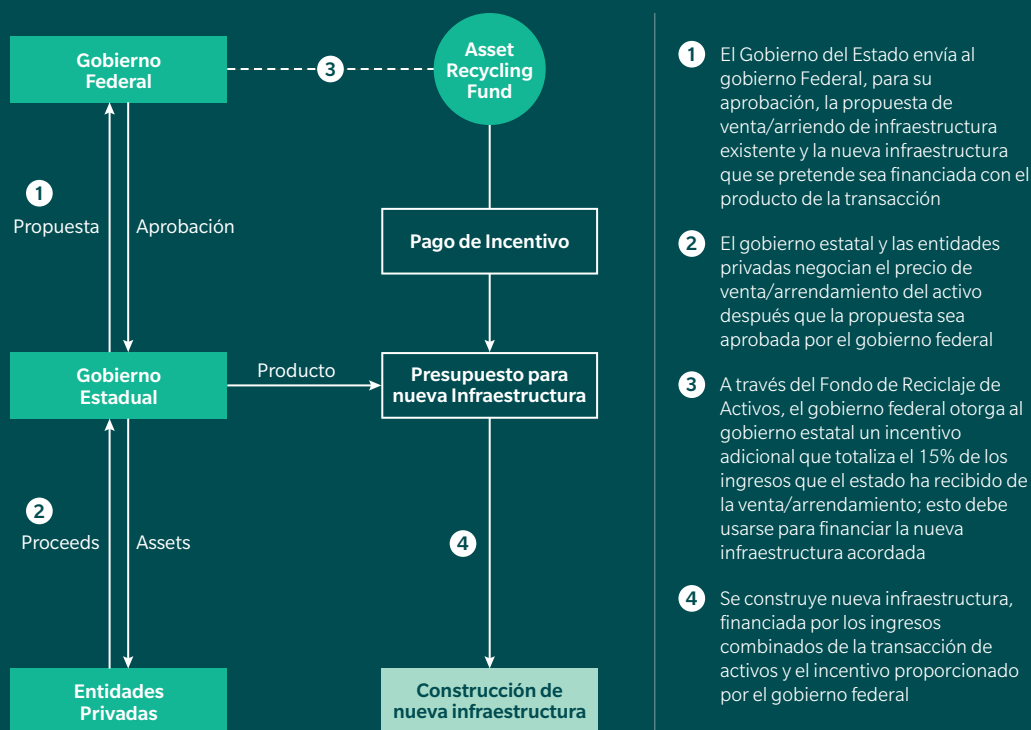 Gobierno
Federal
3
Asset
Recycling
Fund
1
Propuesta
Aprobación
Pago de Incentivo
Gobierno
Estadual
Producto
Presupuesto para
nueva Infraestructura
2
Proceeds
Assets
4
Entidades
Privadas
Construcción de
nueva infraestructura
1 El Gobierno del Estado envía al
gobierno Federal, para su
aprobación, la propuesta de
venta/arriendo de infraestructura
existente y la nueva infraestructura
que se pretende sea financiada con el
producto de la transacción
2 El gobierno estatal y las entidades
privadas negocian el precio de
venta/arrendamiento del activo
después que la propuesta sea
aprobada por el gobierno federal
3 A través del Fondo de Reciclaje de
Activos, el gobierno federal otorga al
gobierno estatal un incentivo
adicional que totaliza el 15% de los
ingresos que el estado ha recibido de
la venta/arrendamiento; esto debe
usarse para financiar la nueva
infraestructura acordada
4 Se construye nueva infraestructura,
financiada por los ingresos
combinados de la transacción de
activos y el incentivo proporcionado
por el gobierno federal